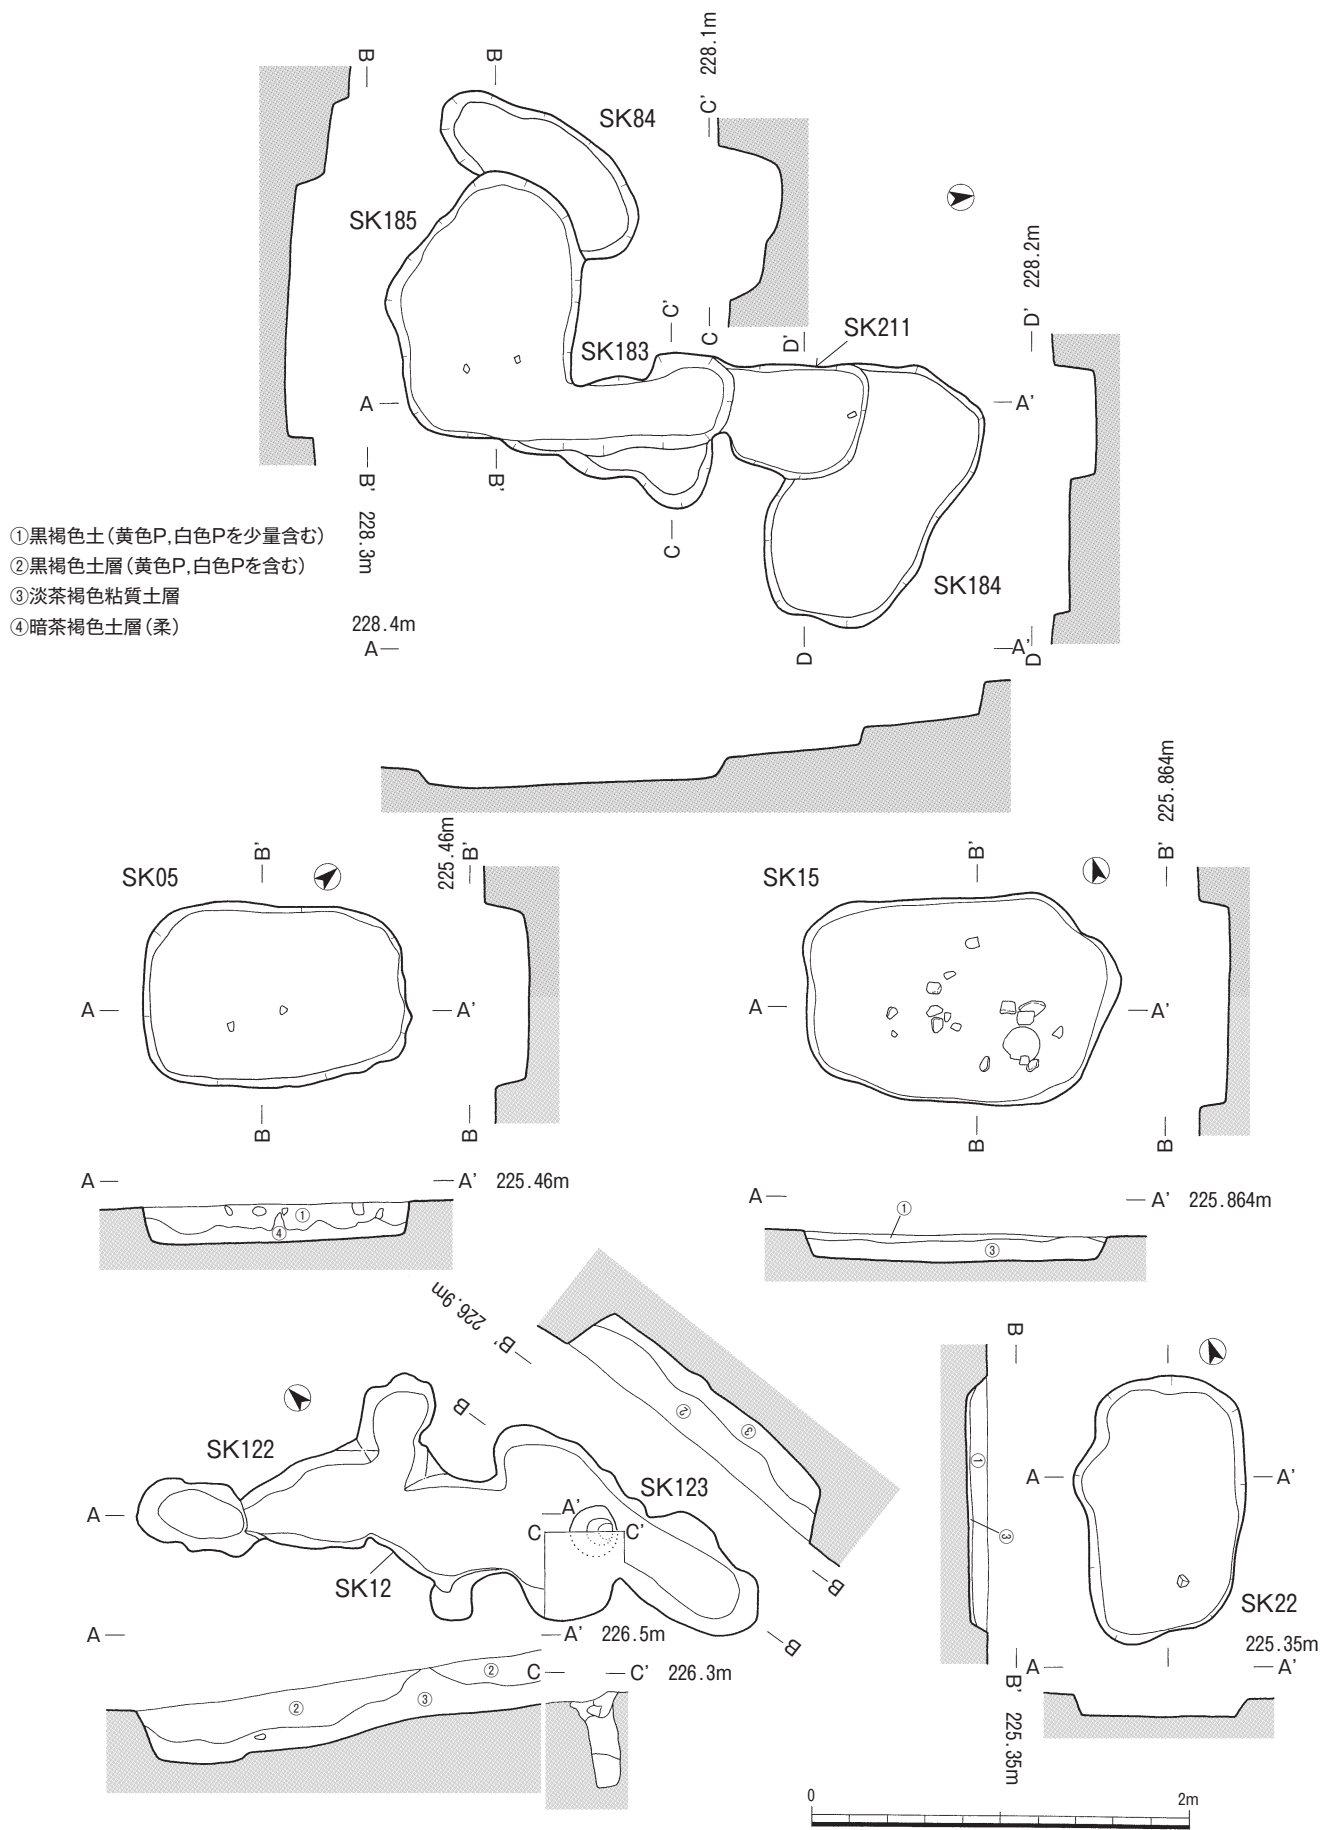 B
B
C' 228.1m
SK84
SK185
D' 228.2m
C'
C
D'
SK211
SK183
A
A'
B' 228.3m
B'
C
SK184
①黒褐色土(黄色P,白色Pを少量含む)
②黒褐色土層(黄色P,白色Pを含む)
③淡茶褐色粘質土層
④暗茶褐色土層(柔)
228.4m
A
A'
D
D
SK05
B'
225.46m B'
A
A'
B
B
A
A' 225.46m
①
④
SK15
B'
B' 225.864m
A
A'
B
B
A
A' 225.864m
①
③
226.9m B'
B
②
③
SK122
SK123
A
A'
C
C'
SK12
B
B
A
A' 226.5m
C
C' 226.3m
②
②
③
B
①
③
A
A'
SK22
225.35m
A
A'
B' 225.35m
0
2m